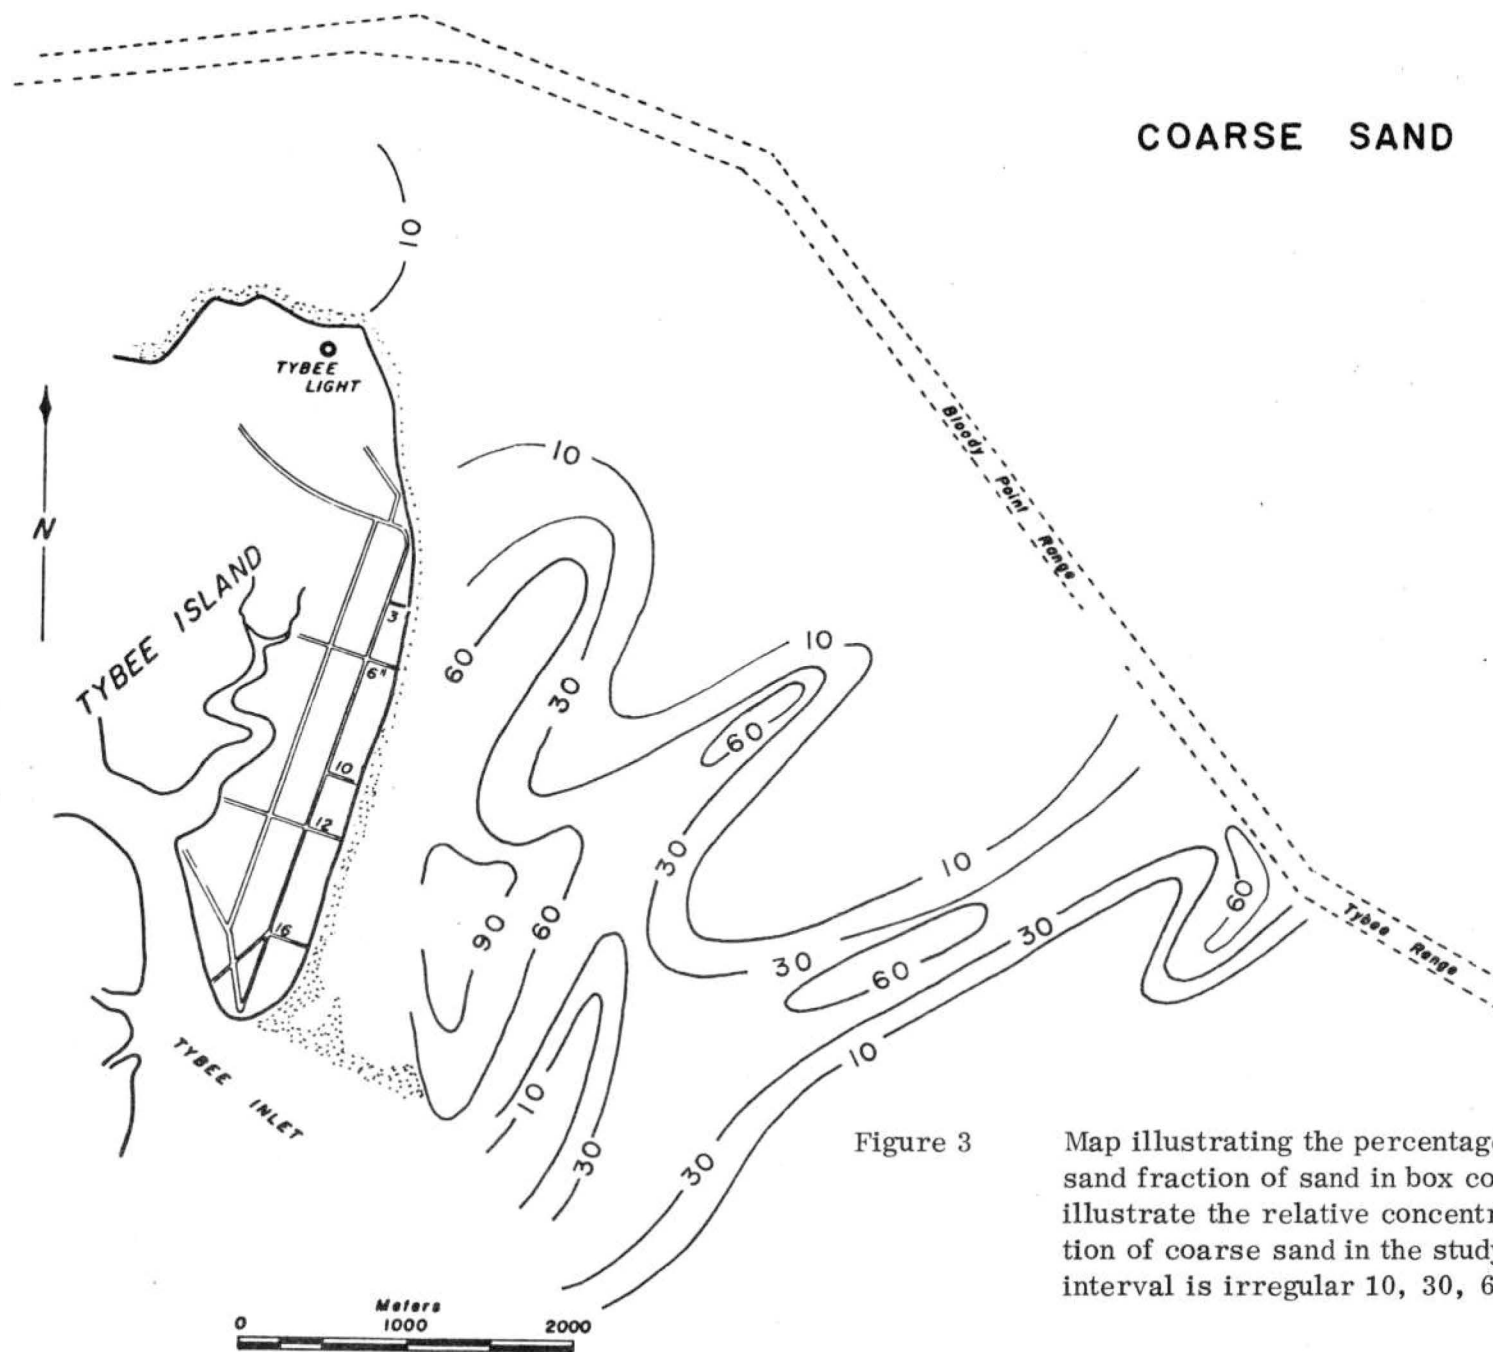 COARSE SAND
10
TYBEE
LIGHT
10
N
Bloody Point Range
TYBEE ISLAND
3
60
30
6
10
60
10
12
30
10
60
16
90
60
30
60
30
Tybee Range
10
10
30
30
TYBEE INLET
Figure 3
Map illustrating the percentag
sand fraction of sand in box co
illustrate the relative concentr
tion of coarse sand in the study
interval is irregular 10, 30, 6
Meters
0 1000 2000